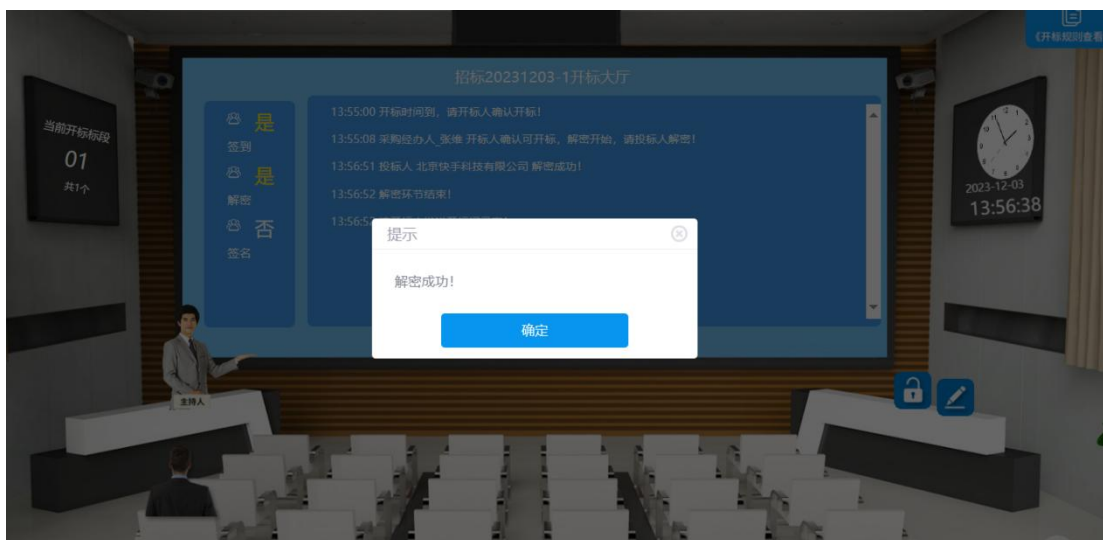 《开标规则查看
招标20231203-1开标大厅
当前开标标段
01
共1个
是
签到
是
解密
否
签名
13:55:00 开标时间到，请开标人确认开标！
13:55:08 采购经办人_张维 开标人确认可开标，解密开始，请投标人解密！
13:56:51 投标人 北京快手科技有限公司 解密成功！
13:56:52 解密环节结束！
13:56:52
提示
解密成功！
确定
2023-12-03
13:56:38
主持人